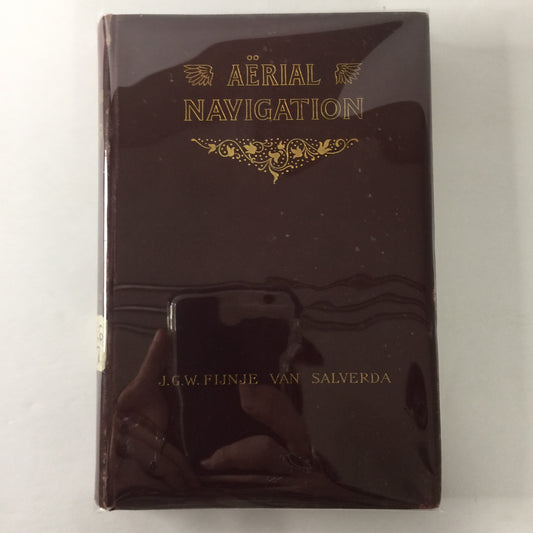 AËRIAL
NAVIGATION
J.G.W. FIJNJE VAN SALVERDA